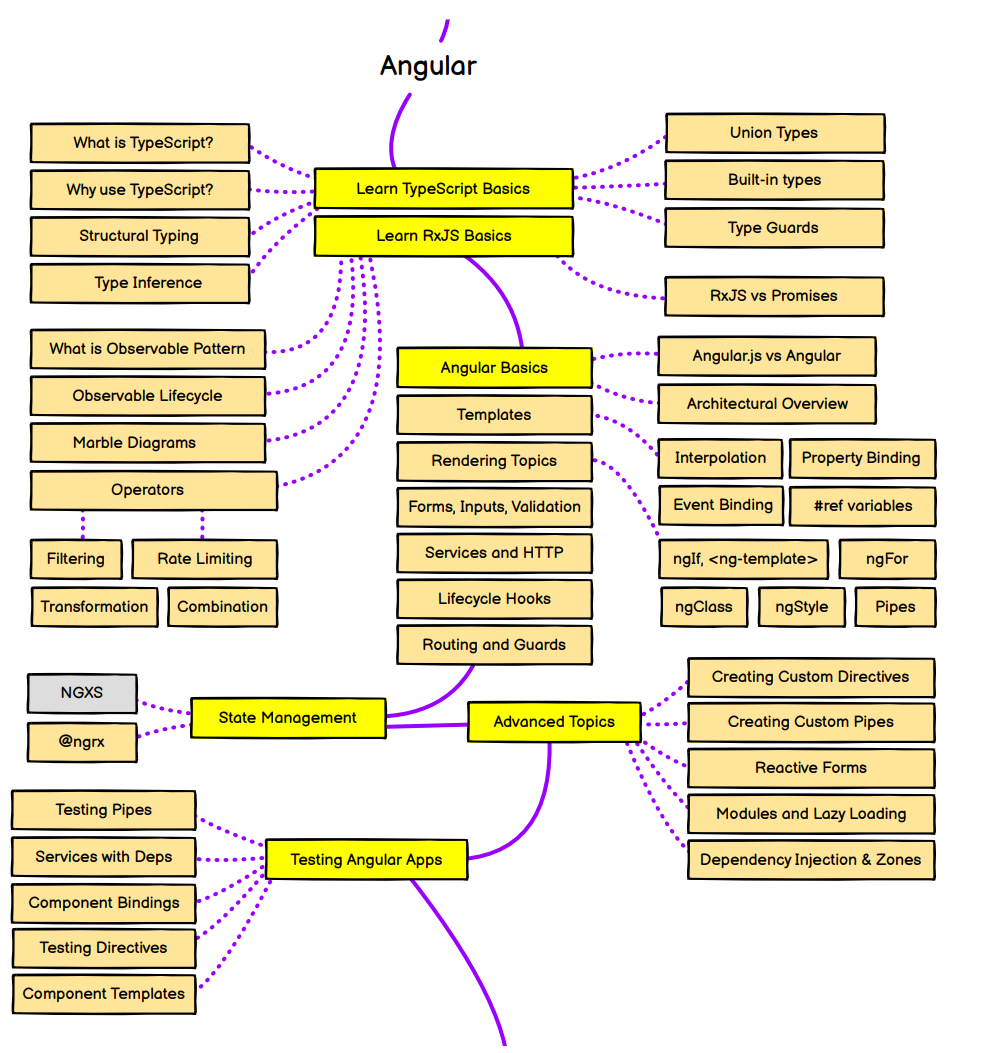 Angular
What is TypeScript?
Why use TypeScript?
Structural Typing
Type Inference
Learn TypeScript Basics
Learn RxJS Basics
Union Types
Built-in types
Type Guards
RxJS vs Promises
What is Observable Pattern
Observable Lifecycle
Marble Diagrams
Operators
Filtering
Rate Limiting
Transformation
Combination
Angular Basics
Templates
Rendering Topics
Forms, Inputs, Validation
Services and HTTP
Lifecycle Hooks
Routing and Guards
Angular.js vs Angular
Architectural Overview
Interpolation
Property Binding
Event Binding
#ref variables
ngIf, <ng-template>
ngFor
ngClass
ngStyle
Pipes
NGXS
@ngrx
State Management
Advanced Topics
Creating Custom Directives
Creating Custom Pipes
Reactive Forms
Modules and Lazy Loading
Dependency Injection & Zones
Testing Pipes
Services with Deps
Component Bindings
Testing Directives
Component Templates
Testing Angular Apps